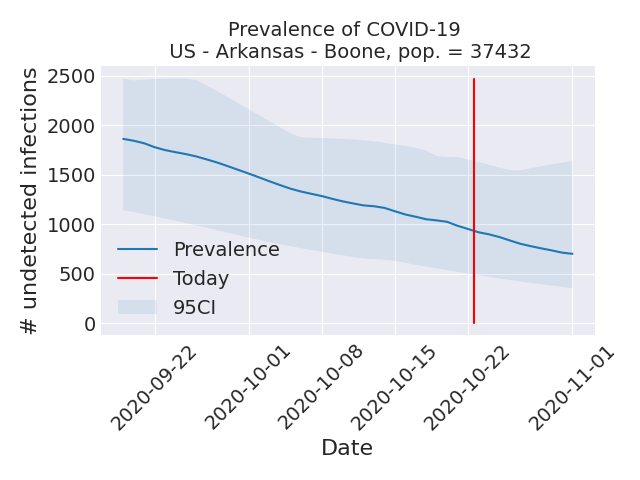 Prevalence of COVID-19
US - Arkansas - Boone, pop. = 37432
# undetected infections
2500
2000
1500
1000
500
0
Prevalence
Today
95CI
2020-09-22
2020-10-01
2020-10-08
2020-10-15
2020-10-22
2020-11-01
Date